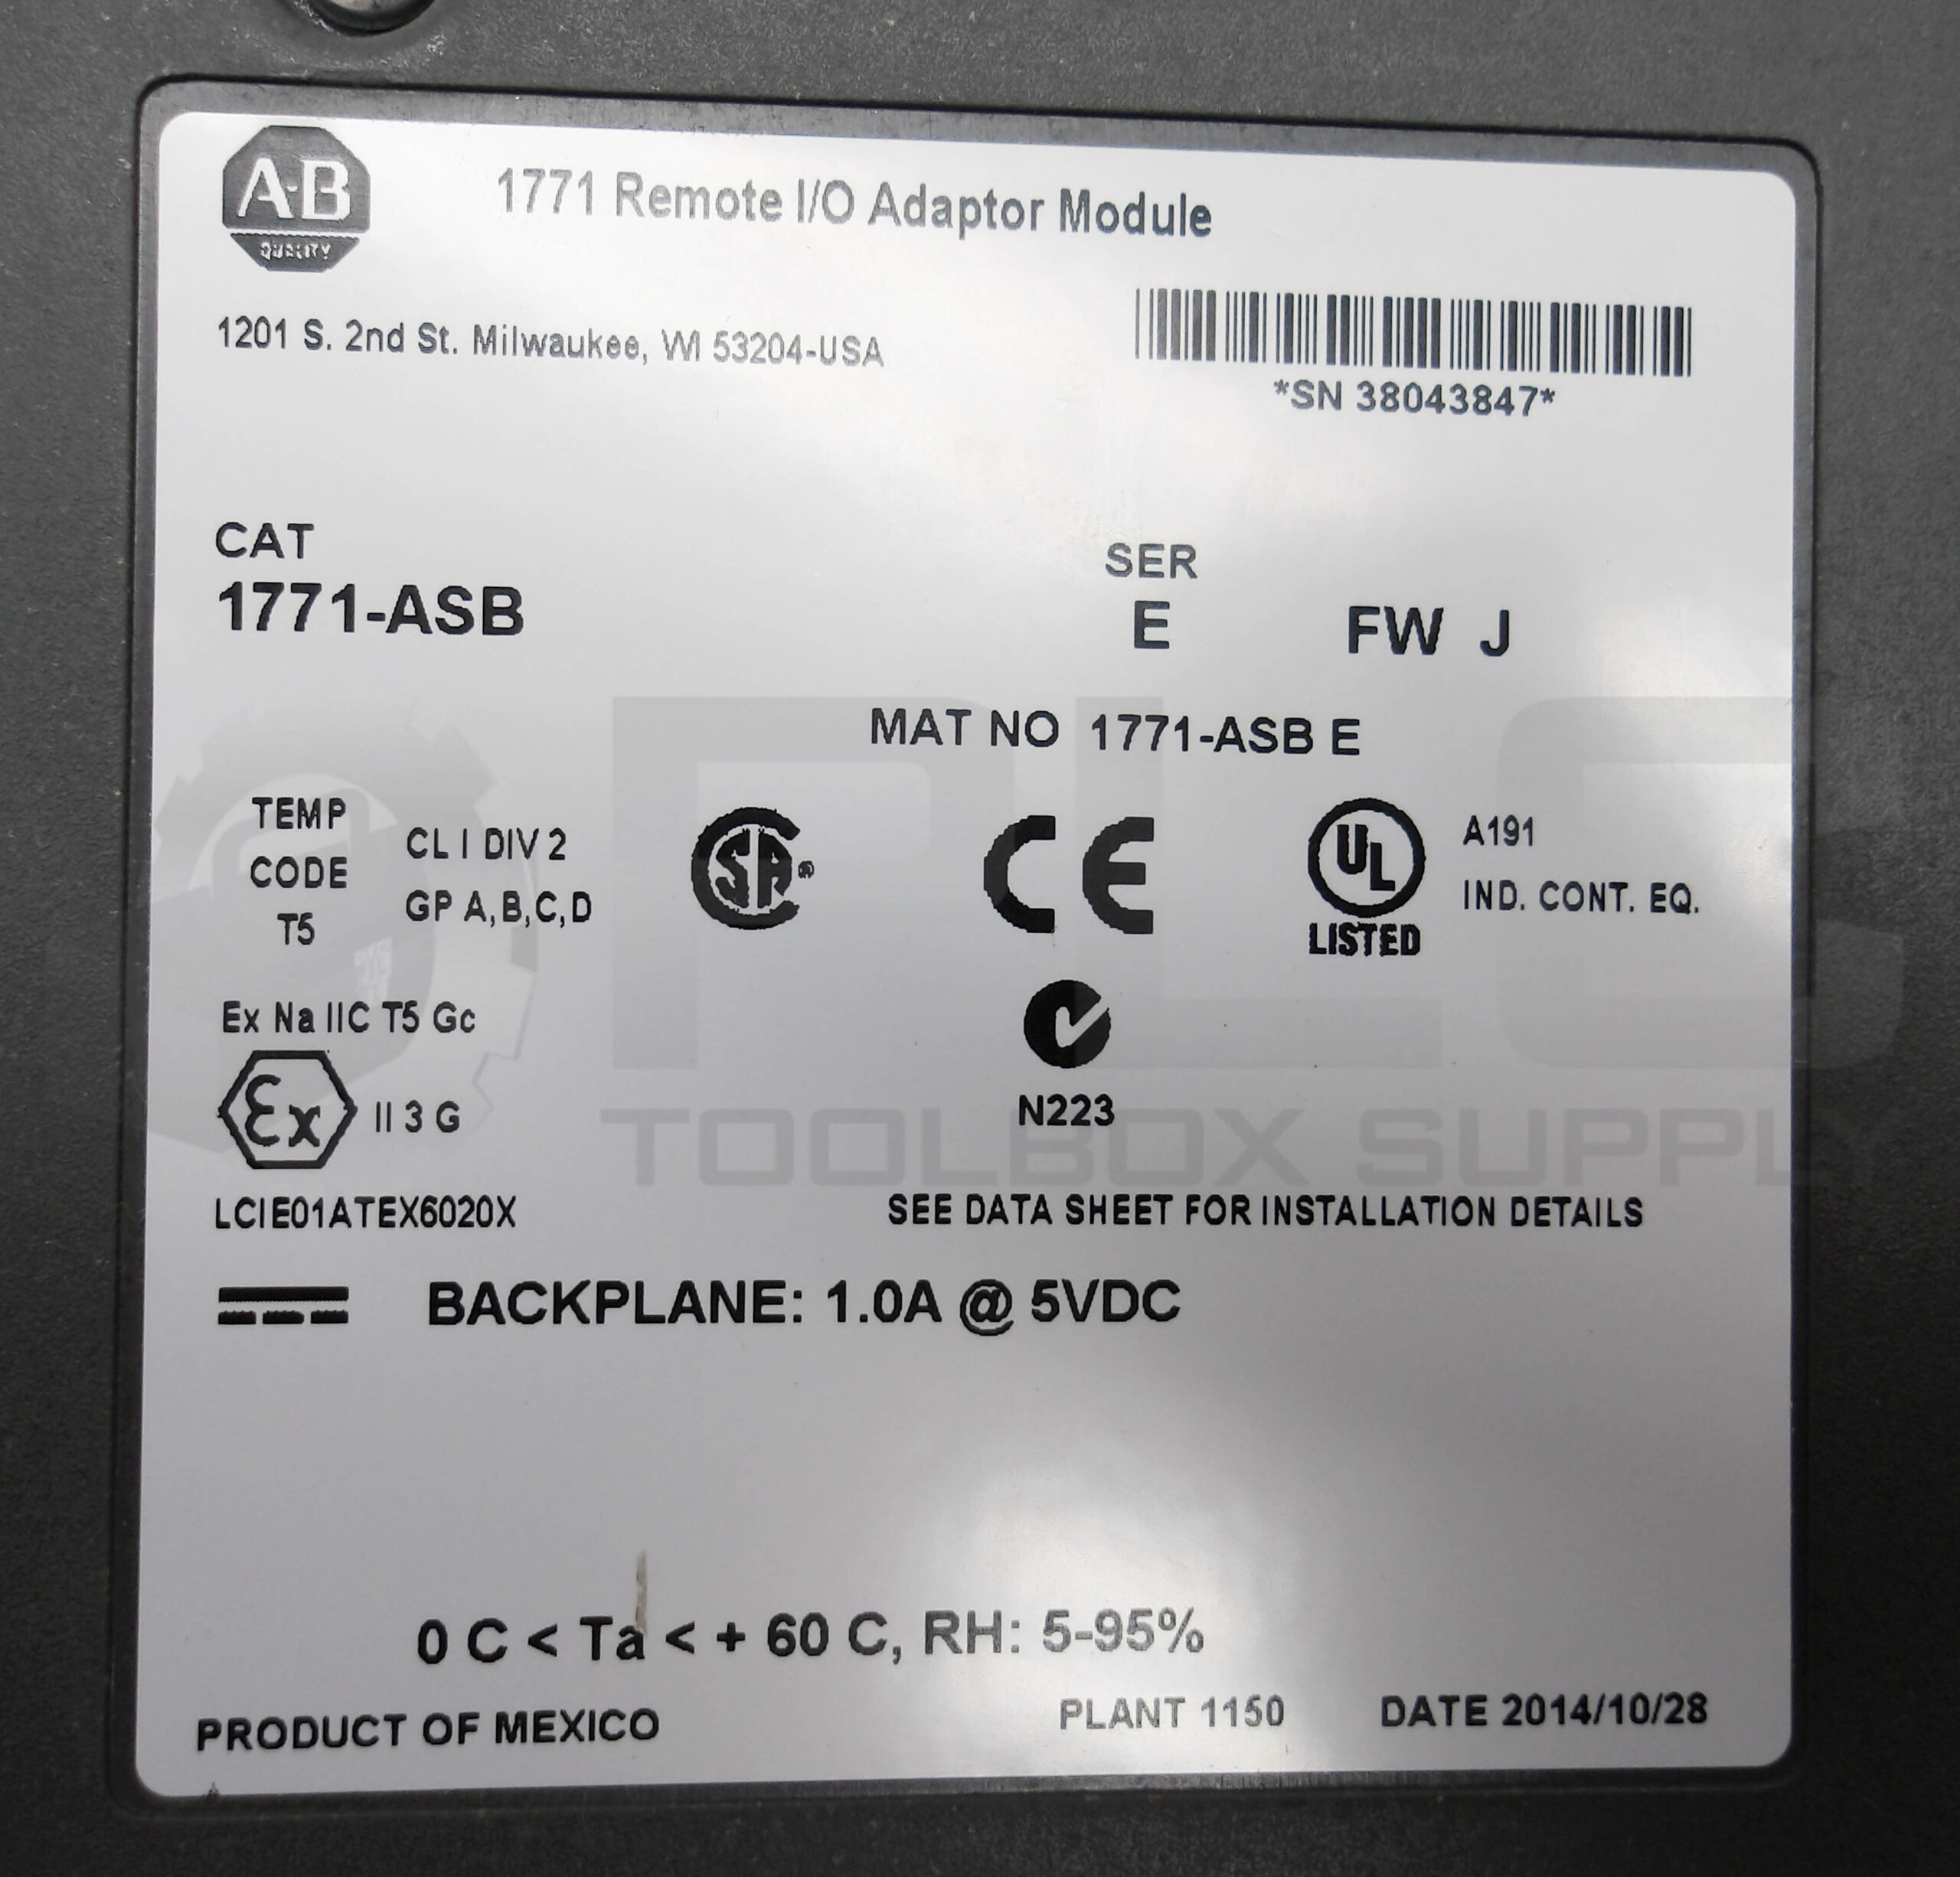 A-B
QUALITY
1771 Remote I/O Adaptor Module
1201 S. 2nd St. Milwaukee, WI 53204-USA
*SN 38043847*
CAT
1771-ASB
SER
E
FW J
MAT NO 1771-ASB E
TEMP
CODE
T5
CL I DIV 2
GP A,B,C,D
SA
CE
UL
LISTED
A191
IND. CONT. EQ.
Ex Na IIC T5 Gc
Ex II 3 G
N223
LCIE01ATEX6020X
SEE DATA SHEET FOR INSTALLATION DETAILS
BACKPLANE: 1.0A @ 5VDC
0 C < Ta < + 60 C, RH: 5-95%
PRODUCT OF MEXICO
PLANT 1150
DATE 2014/10/28
PLC
TOOLBOX SUPPLY